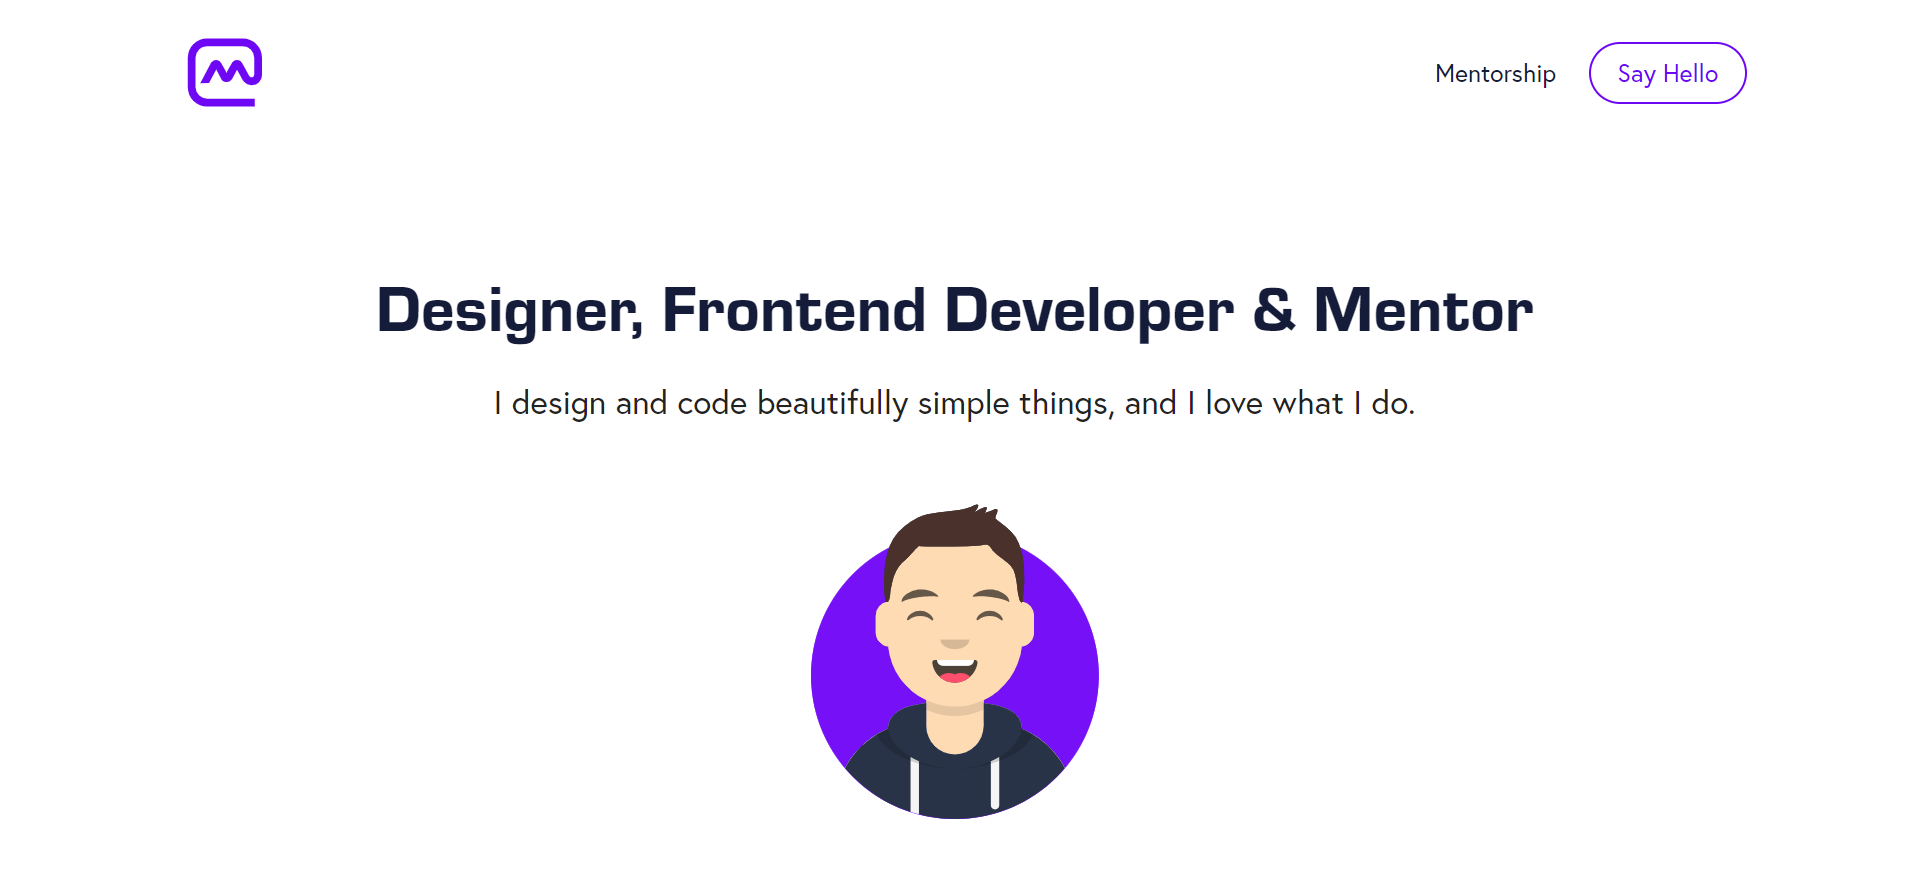 Mentorship
Say Hello
Designer, Frontend Developer & Mentor
I design and code beautifully simple things, and I love what I do.